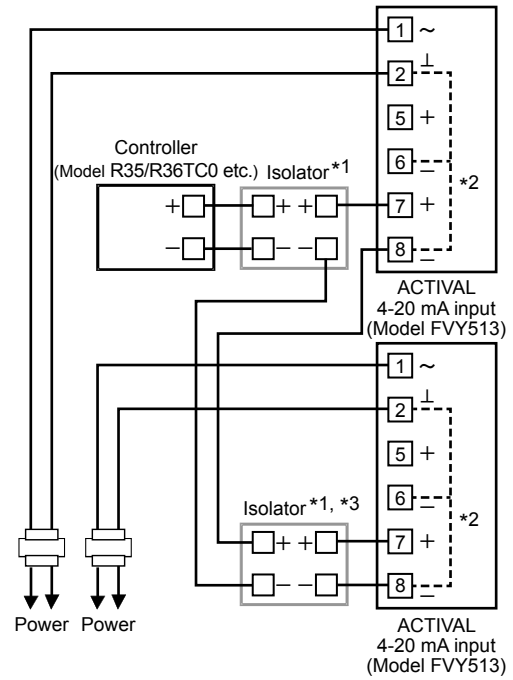 1 ~
2 ⊥
5 +
6 −
*2
7 +
8 −
Controller
(Model R35/R36TC0 etc.)
Isolator *1
+ + +
− − −
ACTIVAL
4-20 mA input
(Model FVY513)
1 ~
2 ⊥
5 +
6 −
*2
7 +
8 −
Isolator *1, *3
+ +
− −
Power Power
ACTIVAL
4-20 mA input
(Model FVY513)